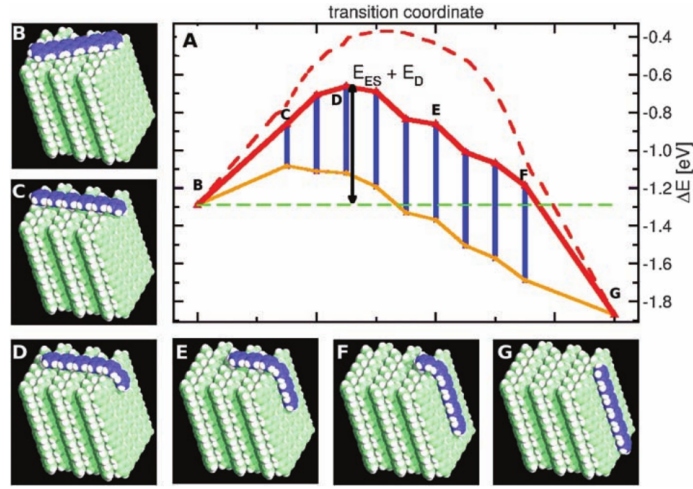 transition coordinate
B
A
-0.4
E_ES + E_D
-0.6
D
E
-0.8
C
-1.0
F
B
-1.2
ΔE [eV]
C
-1.4
-1.6
G
-1.8
D
E
F
G